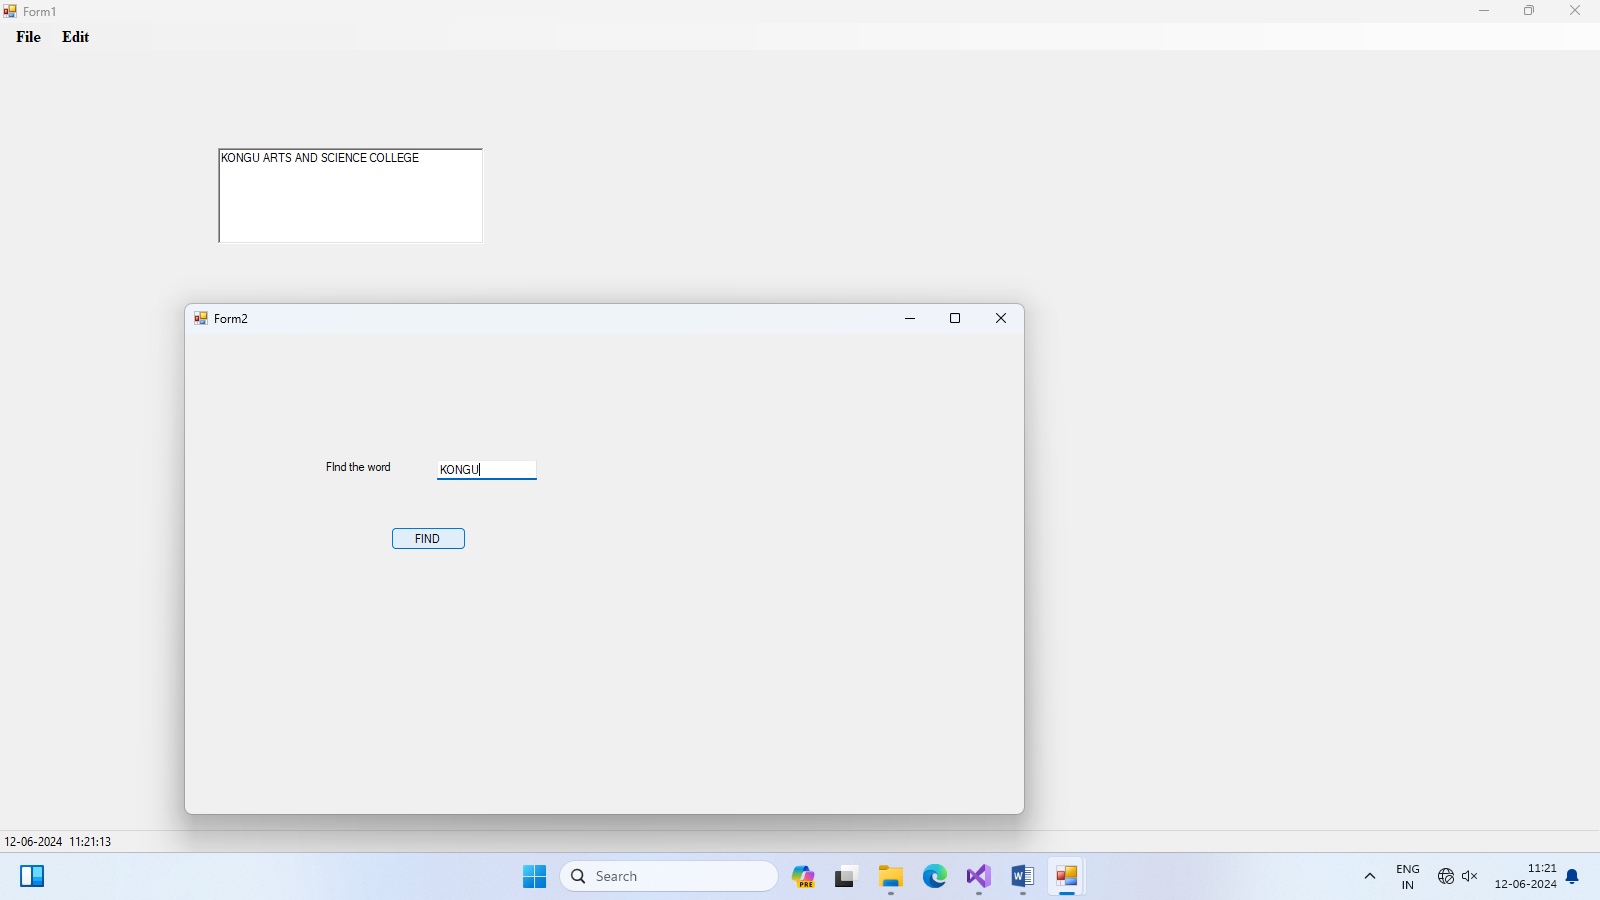 Form1
File Edit
KONGU ARTS AND SCIENCE COLLEGE
Form2
FInd the word KONGU
FIND
12-06-2024 11:21:13
Search
PRE
W
ENG
IN
11:21
12-06-2024